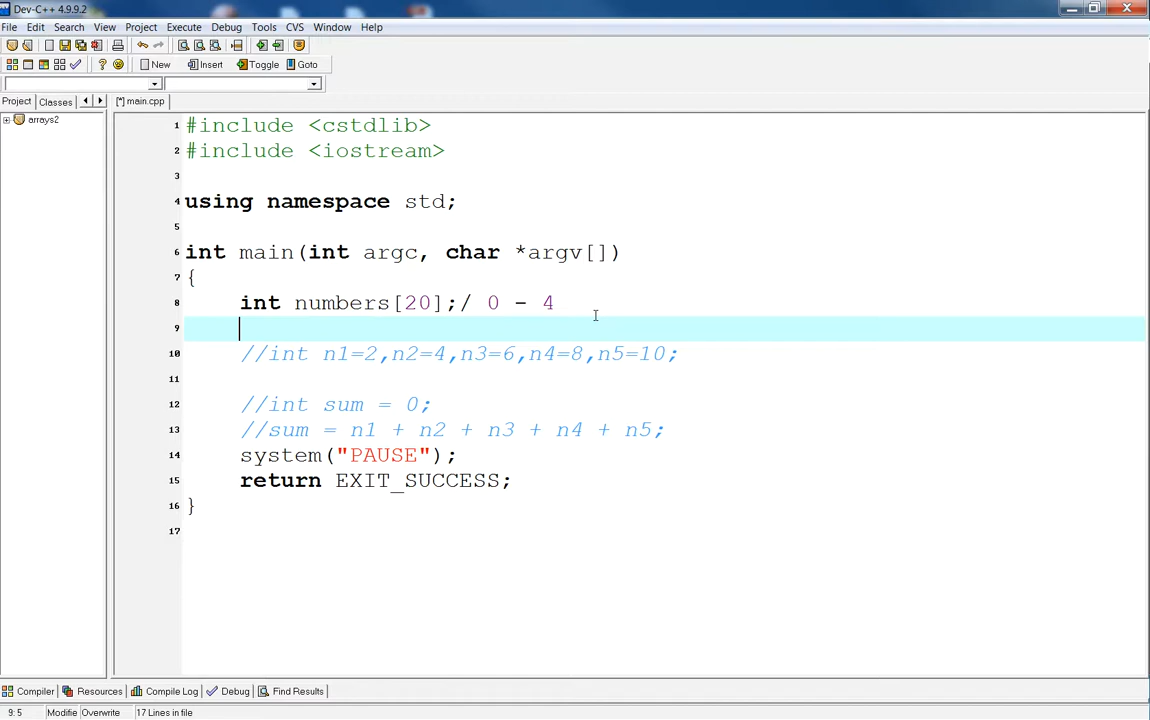 Dev-C++ 4.9.9.2
File Edit Search View Project Execute Debug Tools CVS Window Help
New Insert Toggle Goto
Project Classes [*] main.cpp
arrays2
1 #include <cstdlib>
2 #include <iostream>
3
4 using namespace std;
5
6 int main(int argc, char *argv[])
7 {
8 int numbers[20];/ 0 - 4
9
10 //int n1=2,n2=4,n3=6,n4=8,n5=10;
11
12 //int sum = 0;
13 //sum = n1 + n2 + n3 + n4 + n5;
14 system("PAUSE");
15 return EXIT_SUCCESS;
16 }
17
Compiler Resources Compile Log Debug Find Results
9: 5 Modifie Overwrite 17 Lines in file